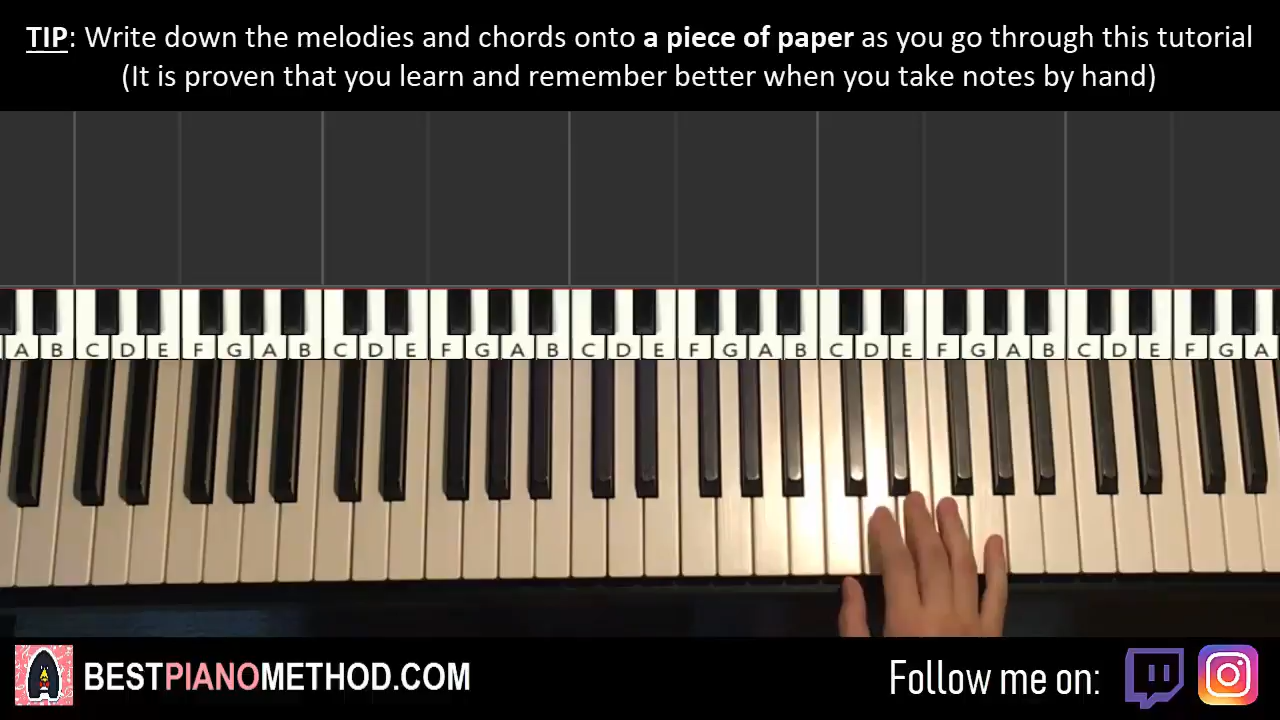 TIP: Write down the melodies and chords onto a piece of paper as you go through this tutorial
(It is proven that you learn and remember better when you take notes by hand)
A B C D E F G A B C D E F G A B C D E F G A B C D E F G A B C D E F G A
BESTPIANOMETHOD.COM
Follow me on: